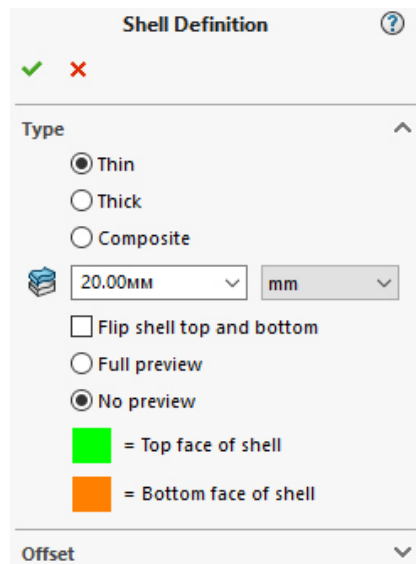 Shell Definition
?
Type
Thin
Thick
Composite
20.00мм mm
Flip shell top and bottom
Full preview
No preview
= Top face of shell
= Bottom face of shell
Offset